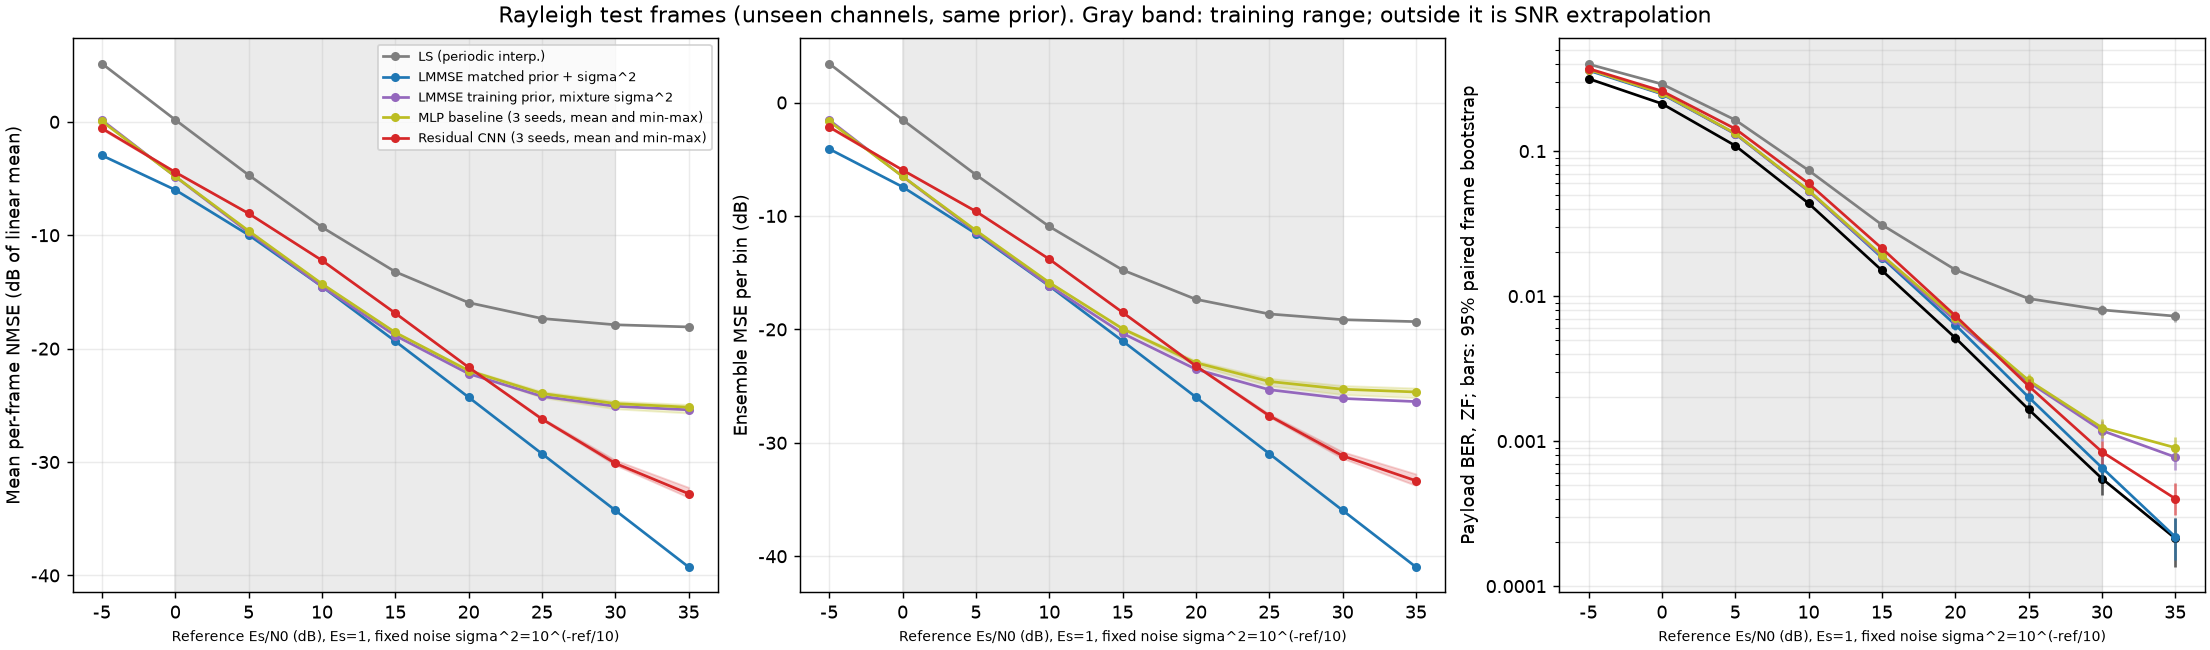 Rayleigh test frames (unseen channels, same prior). Gray band: training range; outside it is SNR extrapolation
Mean per-frame NMSE (dB of linear mean)
0
-10
-20
-30
-40
LS (periodic interp.)
LMMSE matched prior + sigma^2
LMMSE training prior, mixture sigma^2
MLP baseline (3 seeds, mean and min-max)
Residual CNN (3 seeds, mean and min-max)
-5 0 5 10 15 20 25 30 35
Reference Es/N0 (dB), Es=1, fixed noise sigma^2=10^(-ref/10)
Ensemble MSE per bin (dB)
0
-10
-20
-30
-40
-5 0 5 10 15 20 25 30 35
Reference Es/N0 (dB), Es=1, fixed noise sigma^2=10^(-ref/10)
Payload BER, ZF; bars: 95% paired frame bootstrap
0.1
0.01
0.001
0.0001
-5 0 5 10 15 20 25 30 35
Reference Es/N0 (dB), Es=1, fixed noise sigma^2=10^(-ref/10)